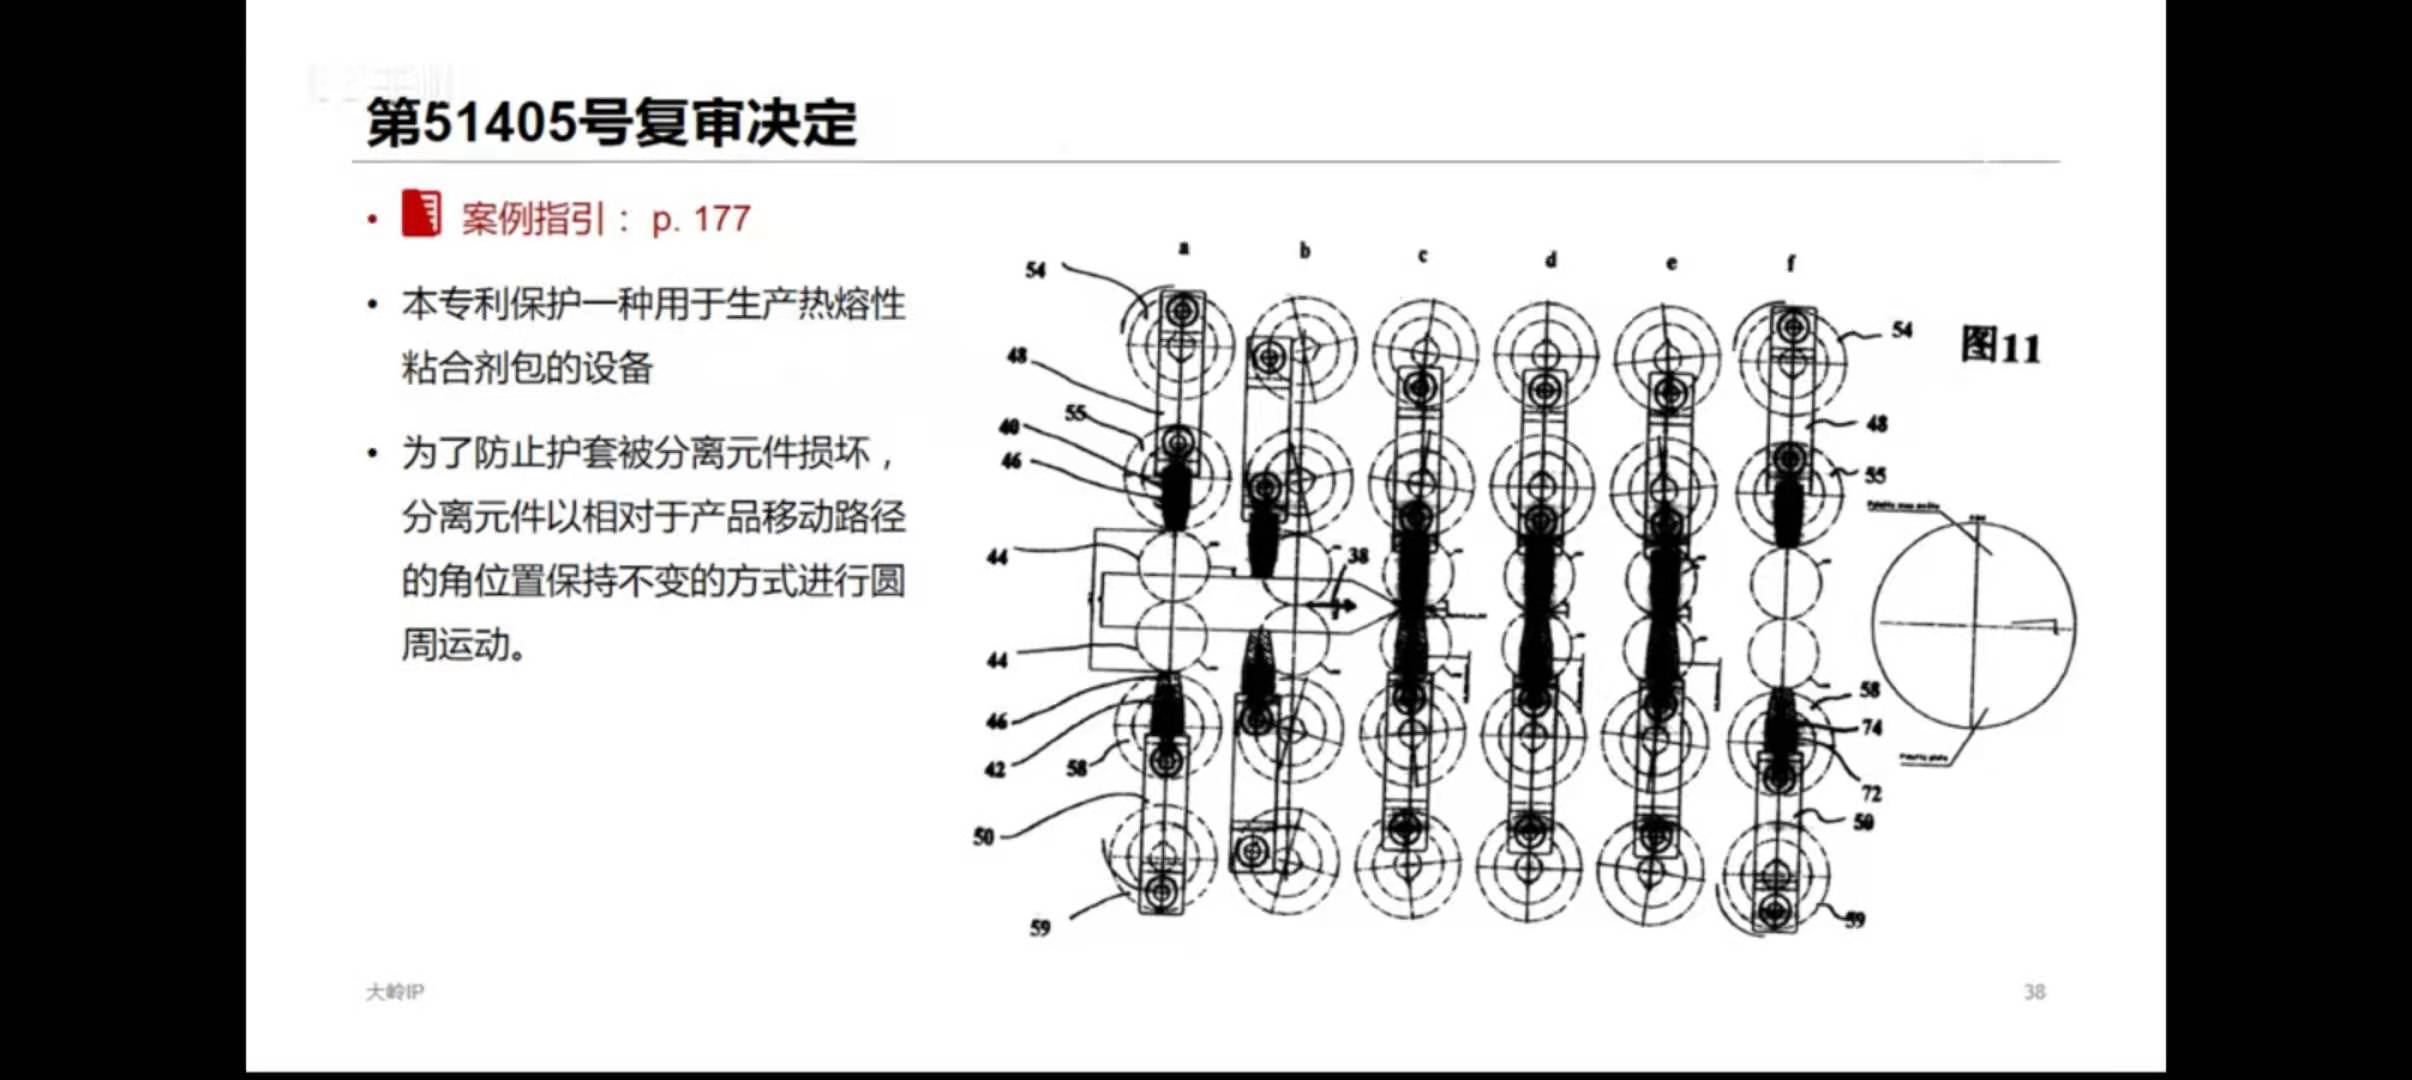 第51405号复审决定
• 案例指引： p. 177
• 本专利保护一种用于生产热熔性
粘合剂包的设备
• 为了防止护套被分离元件损坏，
分离元件以相对于产品移动路径
的角位置保持不变的方式进行圆
周运动。
a b c d e f
54
54
图11
48
55
40
46
48
55
44
38
44
46
42
58
58
74
72
50
50
59
59
大岭IP
38